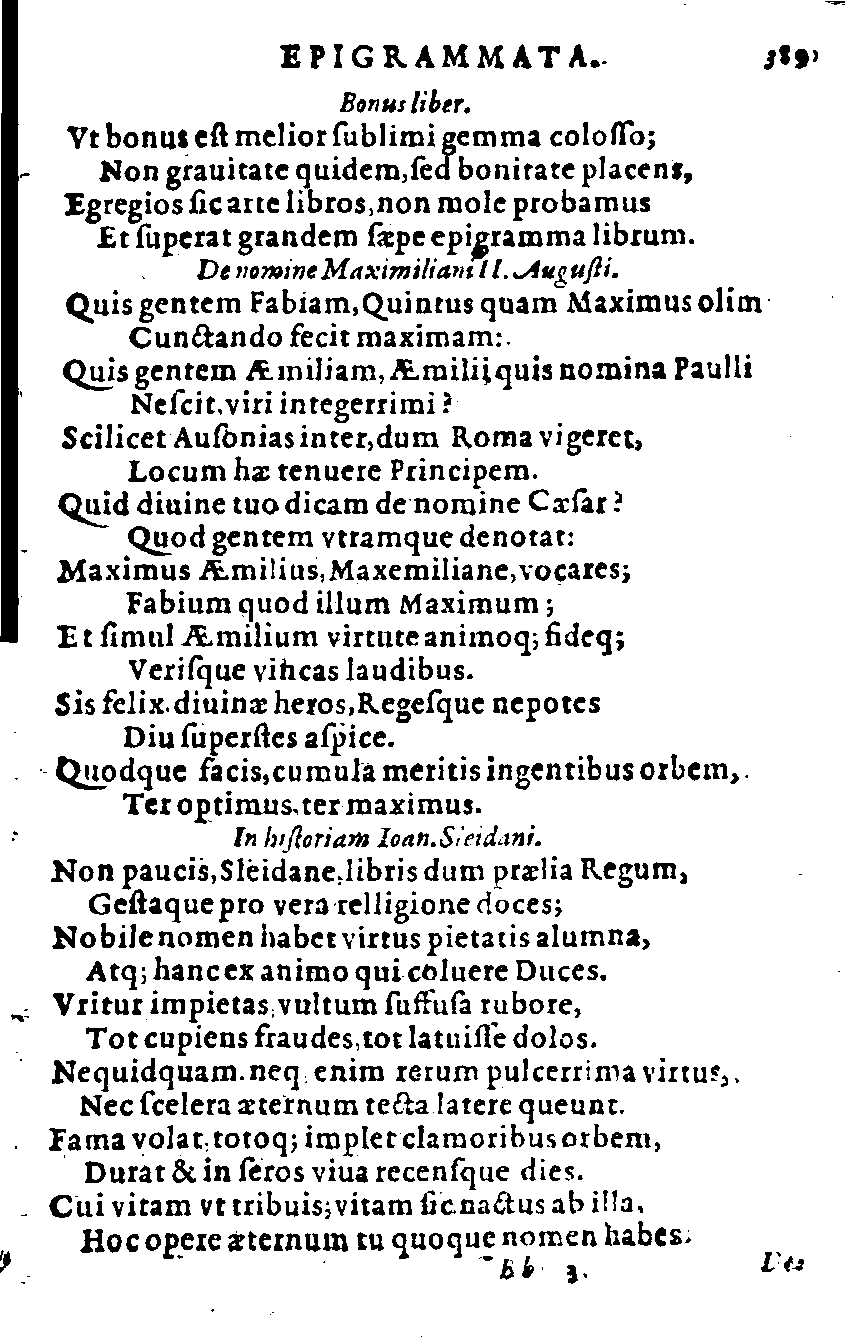 EPIGRAMMATA. 389
Bonus liber.
Vt bonus eſt melior ſublimi gemma coloſſo;
Non grauitate quidem, ſed bonitate placens,
Egregios ſic arte libros, non mole probamus
Et ſuperat grandem ſæpe epigramma librum.
De nomine Maximiliani II. Auguſti.
Quis gentem Fabiam, Quintus quam Maximus olim
Cunctando fecit maximam:
Quis gentem Æmiliam, Æmilii quis nomina Paulli
Neſcit, viri integerrimi?
Scilicet Auſonias inter, dum Roma vigeret,
Locum hæ tenuere Principem.
Quid diuine tuo dicam de nomine Cæſar?
Quod gentem vtramque denotat:
Maximus Æmilius, Maxemiliane, vocares;
Fabium quod illum Maximum;
Et ſimul Æmilium virtute animoq; fideq;
Veriſque vincas laudibus.
Sis felix. diuinæ heros, Regeſque nepotes
Diu ſuperſtes aſpice.
Quodque facis, cumula meritis ingentibus orbem,
Ter optimus, ter maximus.
In hiſtoriam Ioan. Sleidani.
Non paucis, Sleidane, libris dum prælia Regum,
Geſtaque pro vera relligione doces;
Nobile nomen habet virtus pietatis alumna,
Atq; hanc ex animo qui coluere Duces.
Vritur impietas, vultum ſuffuſa rubore,
Tot cupiens fraudes, tot latuiſſe dolos.
Nequidquam. neq enim rerum pulcerrima virtus,
Nec ſcelera æternum tecta latere queunt.
Fama volat, totoq; implet clamoribus orbem,
Durat & in ſeros viua recenſque dies.
Cui vitam vt tribuis; vitam ſic nactus ab illa,
Hoc opere æternum tu quoque nomen habes.
Bb 3.